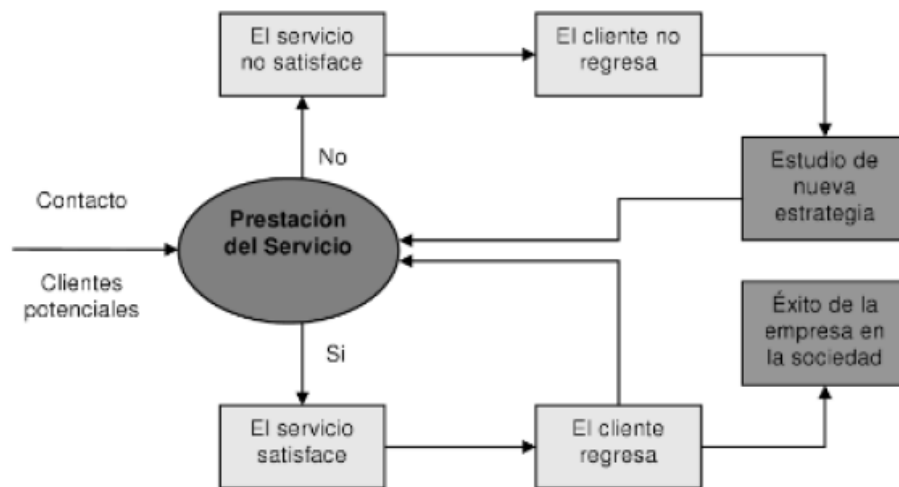 El servicio
no satisface
El cliente no
regresa
No
Estudio de
nueva
estrategia
Contacto
Prestación
del Servicio
Clientes
potenciales
Éxito de la
empresa en
la sociedad
Si
El servicio
satisface
El cliente
regresa